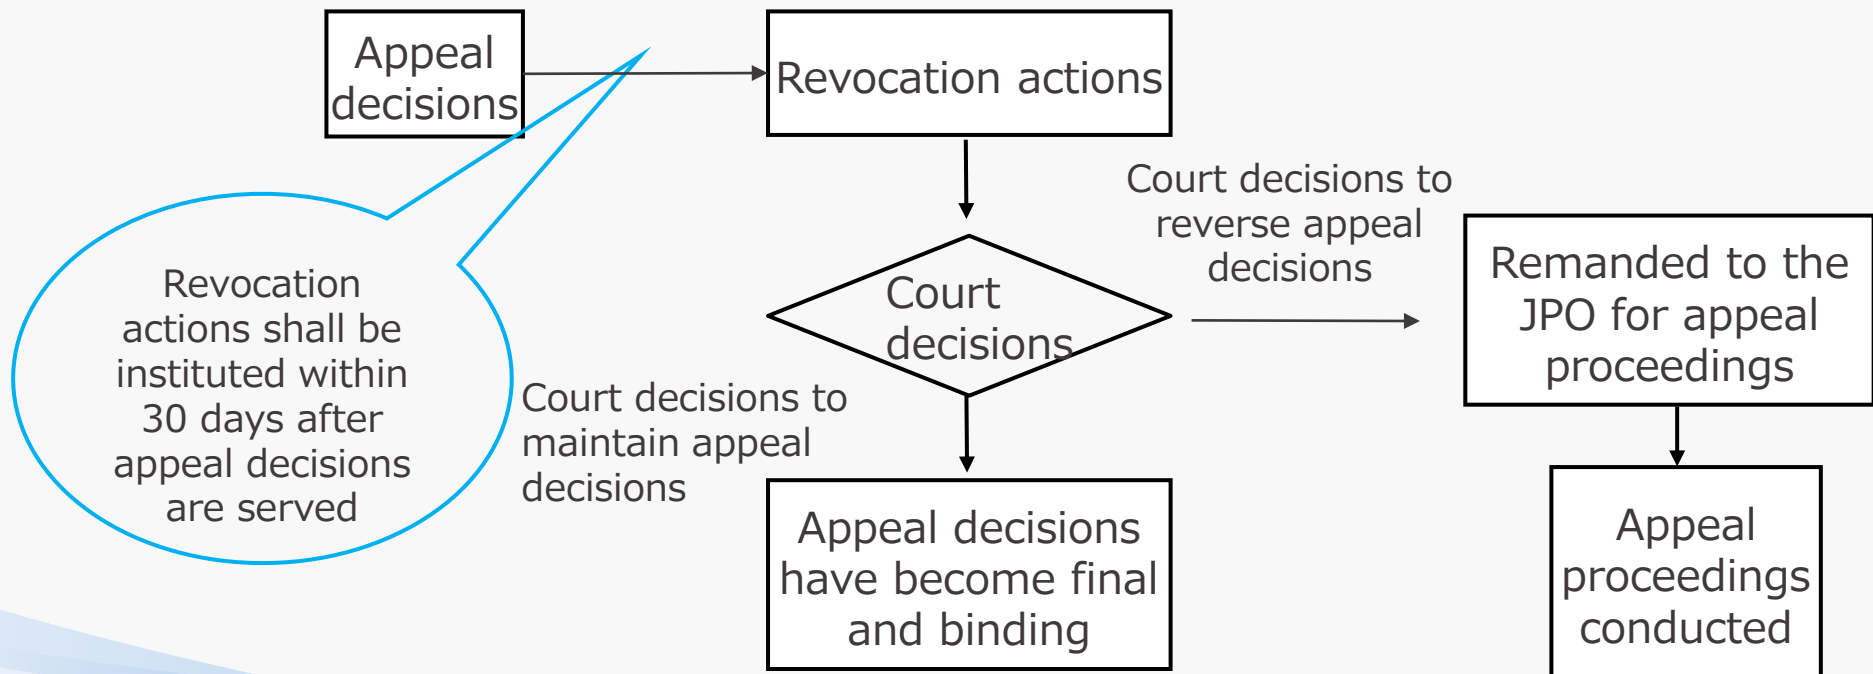 Appeal
decisions
Revocation actions
Revocation
actions shall be
instituted within
30 days after
appeal decisions
are served
Court decisions to
reverse appeal
decisions
Court
decisions
Remanded to the
JPO for appeal
proceedings
Court decisions to
maintain appeal
decisions
Appeal decisions
have become final
and binding
Appeal
proceedings
conducted